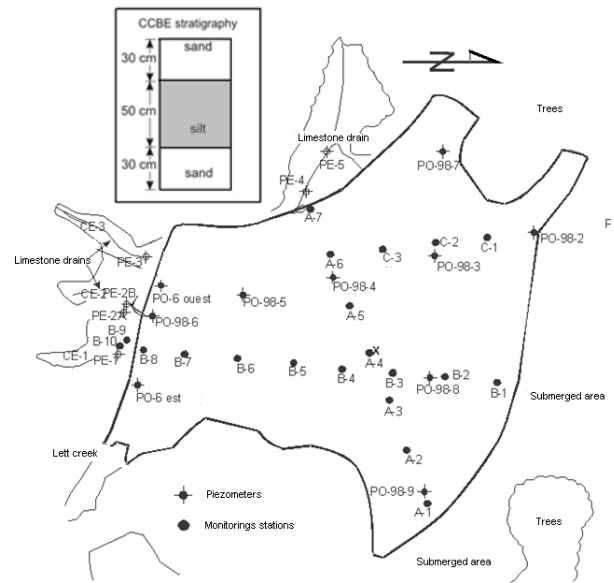 CCBE stratigraphy
sand
30 cm
50 cm
silt
30 cm
sand
N
Trees
Limestone drain
PE-5
PE-4
A-7
PO-98-7
PO-98-2
CE-3
Limestone drains
PE-3
A-6
C-3
C-2
C-1
PO-98-3
PO-98-4
CE-2
PE-2B
PE-2A
PO-6 ouest
PO-98-5
A-5
PO-98-6
B-9
B-10
CE-1
PE-1
B-8
B-7
B-6
B-5
B-4
A-4
X
B-3
PO-98-8
B-2
B-1
PO-6 est
A-3
Submerged area
Lett creek
A-2
PO-98-9
A-1
Piezometers
Monitorings stations
Trees
Submerged area